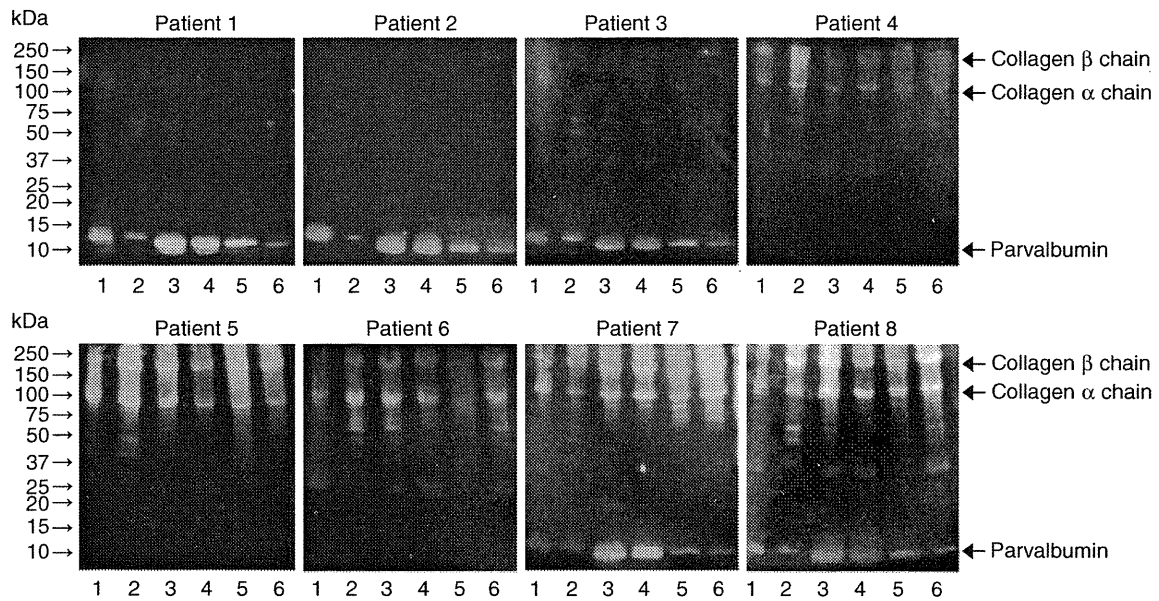 kDa Patient 1 Patient 2 Patient 3 Patient 4
250→
150→
100→
75→
50→
37→
25→
20→
15→
10→
← Collagen β chain
← Collagen α chain
← Parvalbumin
1 2 3 4 5 6 1 2 3 4 5 6 1 2 3 4 5 6 1 2 3 4 5 6
kDa Patient 5 Patient 6 Patient 7 Patient 8
250→
150→
100→
75→
50→
37→
25→
20→
15→
10→
← Collagen β chain
← Collagen α chain
← Parvalbumin
1 2 3 4 5 6 1 2 3 4 5 6 1 2 3 4 5 6 1 2 3 4 5 6